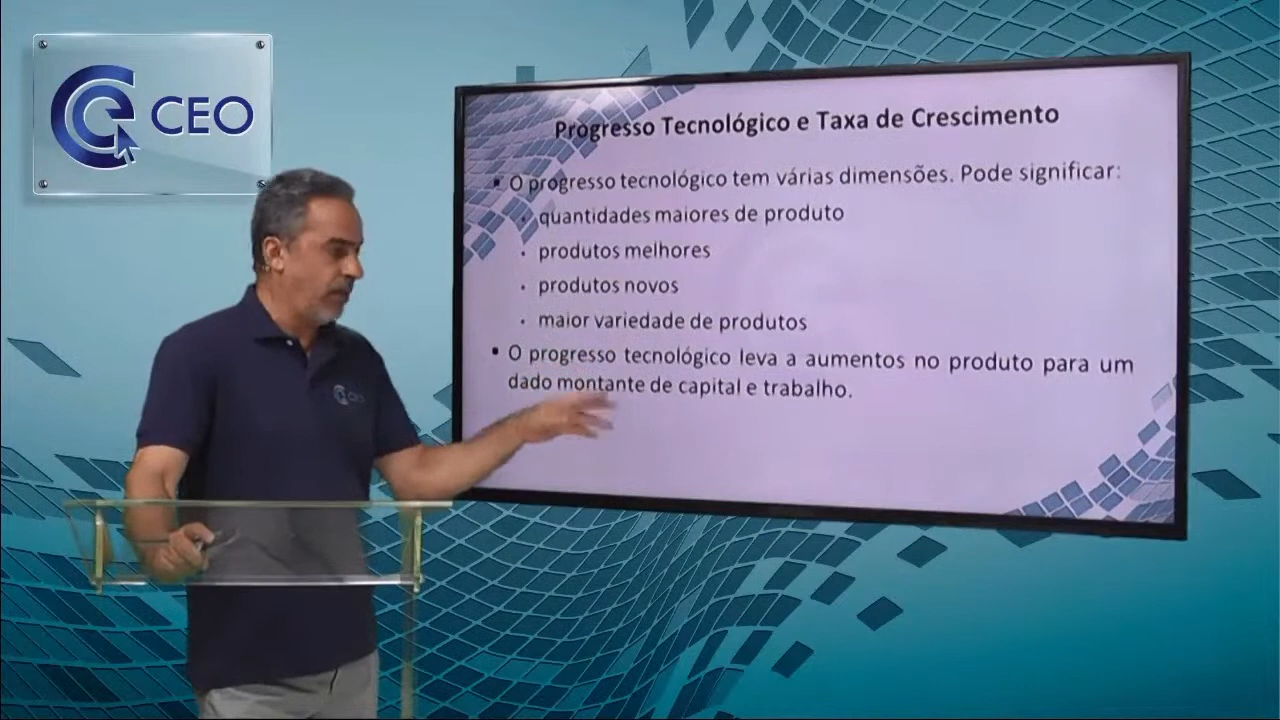 CEO
Progresso Tecnológico e Taxa de Crescimento
▪ O progresso tecnológico tem várias dimensões. Pode significar:
• quantidades maiores de produto
• produtos melhores
• produtos novos
• maior variedade de produtos
▪ O progresso tecnológico leva a aumentos no produto para um
dado montante de capital e trabalho.